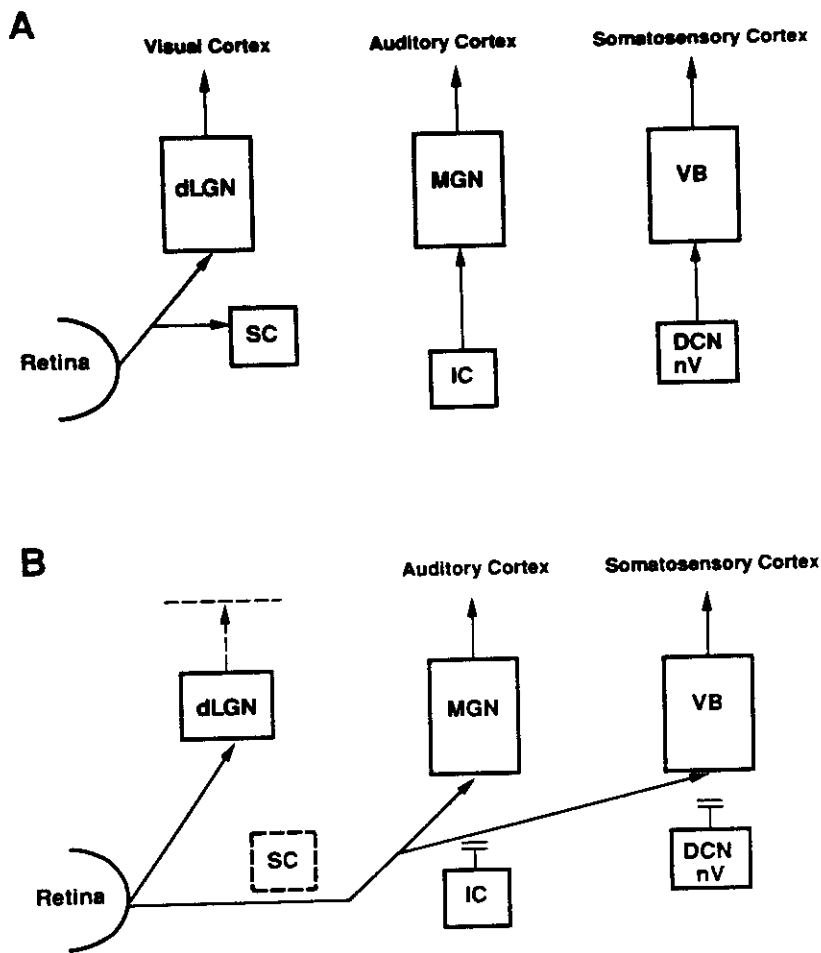 A
Visual Cortex
Auditory Cortex
Somatosensory Cortex
dLGN
MGN
VB
Retina
SC
IC
DCN
nV
B
Auditory Cortex
Somatosensory Cortex
dLGN
MGN
VB
SC
Retina
IC
DCN
nV